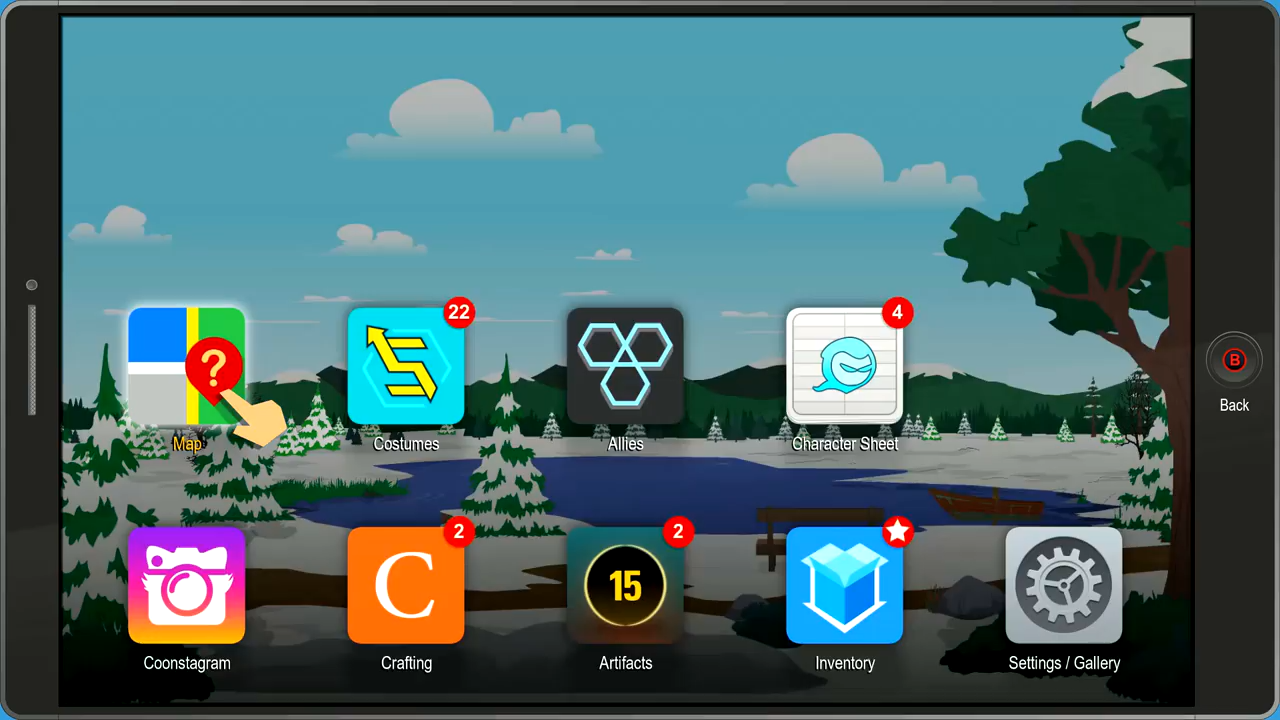 22
4
?
Map
Costumes
Allies
Character Sheet
B
Back
2
2
C
15
Coonstagram
Crafting
Artifacts
Inventory
Settings / Gallery